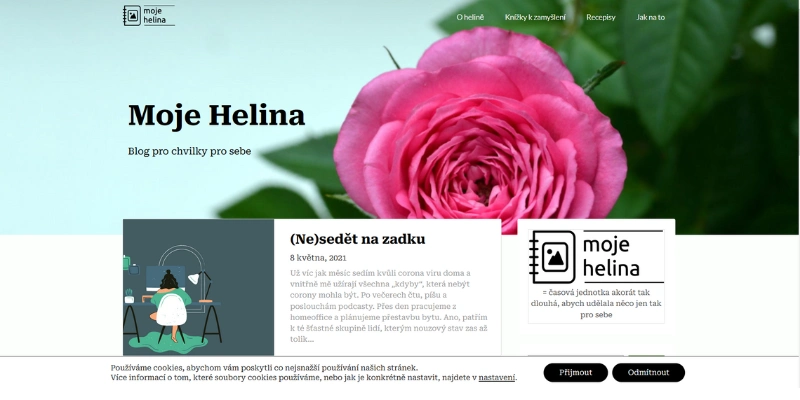 moje
helina
O helině
Knížky k zamyšlení
Recepisy
Jak na to
Moje Helina
Blog pro chvilky pro sebe
(Ne)sedět na zadku
8 května, 2021
Už víc jak měsíc sedím kvůli corona viru doma a
vnitřně mě užírají všechna „kdyby“, která nebýt
corony mohla být. Po večerech čtu, píšu a
poslouchám podcasty. Přes den pracujeme z
homeoffice a plánujeme přestavbu bytu. Ano, patřím
k té šťastné skupině lidí, kterým nouzový stav zas až
tolik...
moje
helina
= časová jednotka akorát tak
dlouhá, abych udělala něco jen tak
pro sebe
Používáme cookies, abychom vám poskytli co nejsnažší používání našich stránek.
Více informací o tom, které soubory cookies používáme, nebo jak je konkrétně nastavit, najdete v nastavení.
Přijmout
Odmítnout